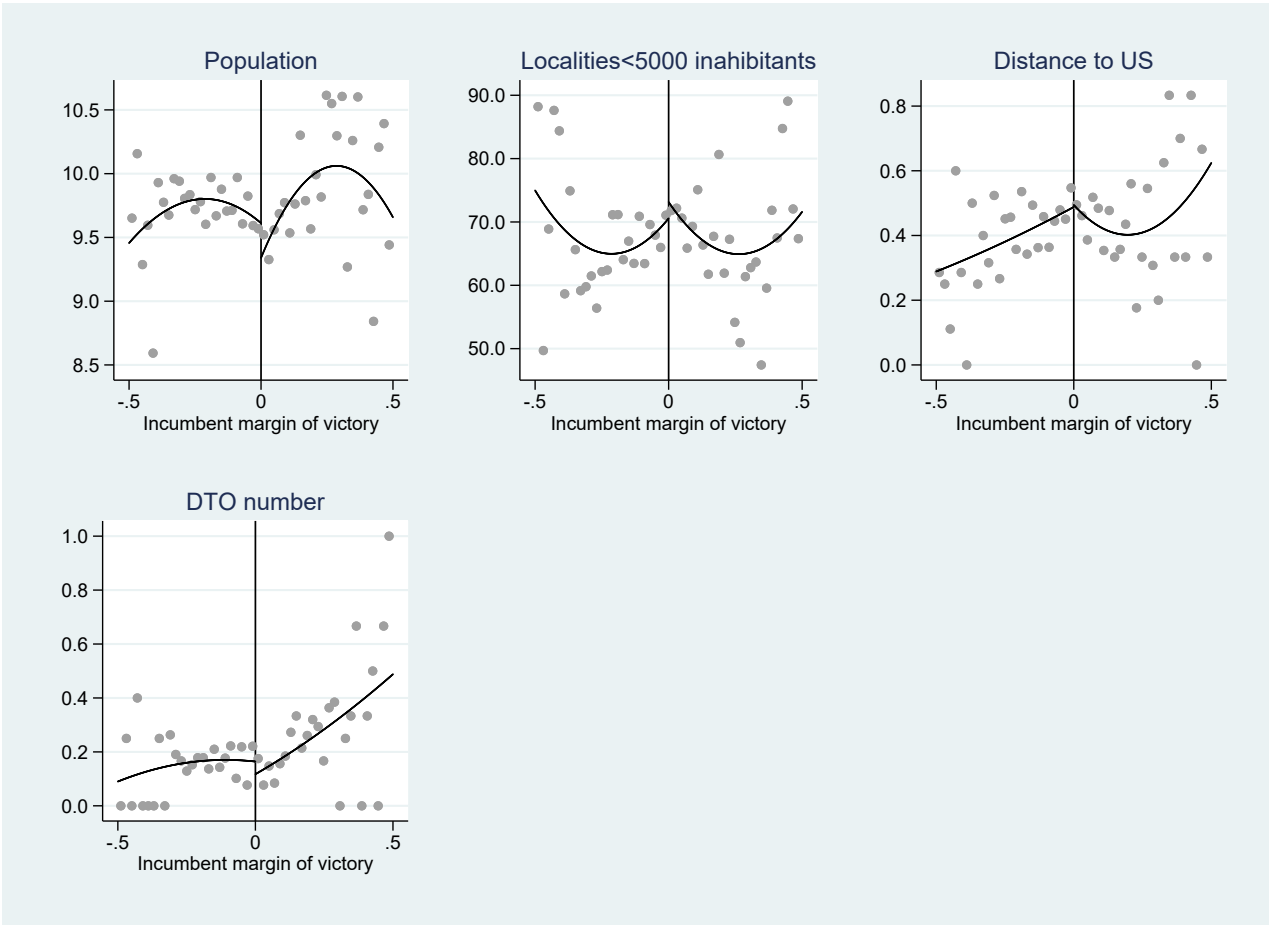 Population
10.5
10.0
9.5
9.0
8.5
-.5 0 .5
Incumbent margin of victory
Localities<5000 inahibitants
90.0
80.0
70.0
60.0
50.0
-.5 0 .5
Incumbent margin of victory
Distance to US
0.8
0.6
0.4
0.2
0.0
-.5 0 .5
Incumbent margin of victory
DTO number
1.0
0.8
0.6
0.4
0.2
0.0
-.5 0 .5
Incumbent margin of victory